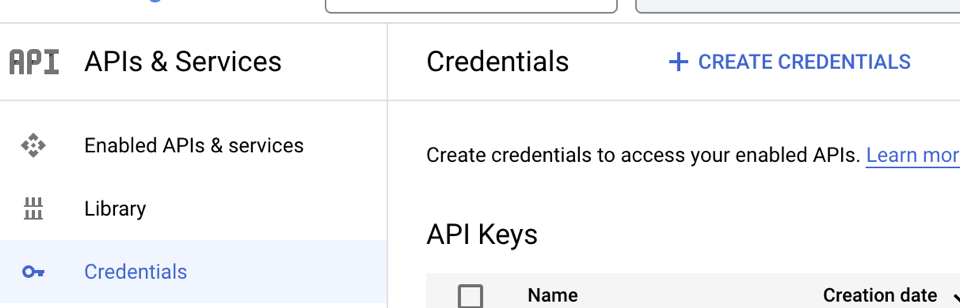 API APIs & Services
Credentials
+ CREATE CREDENTIALS
Enabled APIs & services
Library
Credentials
Create credentials to access your enabled APIs. Learn mor
API Keys
Name
Creation date